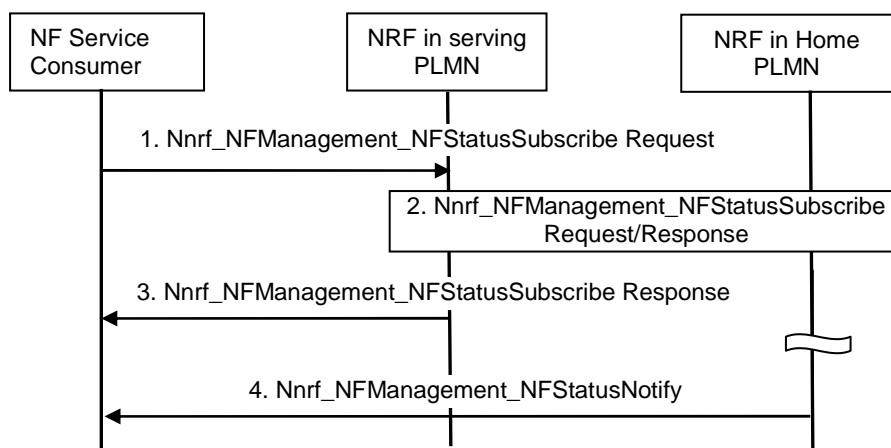 NF Service
Consumer
NRF in serving
PLMN
NRF in Home
PLMN
1. Nnrf_NFManagement_NFStatusSubscribe Request
2. Nnrf_NFManagement_NFStatusSubscribe
Request/Response
3. Nnrf_NFManagement_NFStatusSubscribe Response
4. Nnrf_NFManagement_NFStatusNotify